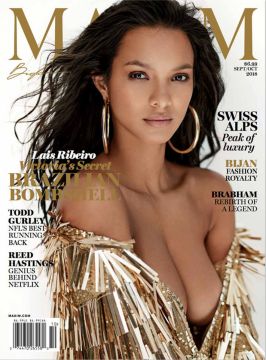 MAXIM
$6.99
SEPT/OCT
2018
SWISS
ALPS
Peak of
luxury
BIJAN
FASHION
ROYALTY
BRABHAM
REBIRTH OF
A LEGEND
Lais Ribeiro
Victoria's Secret
BRAZILIAN
BOMBSHELL
TODD
GURLEY
NFL'S BEST
RUNNING
BACK
REED
HASTINGS
GENIUS
BEHIND
NETFLIX
MAXIM.COM